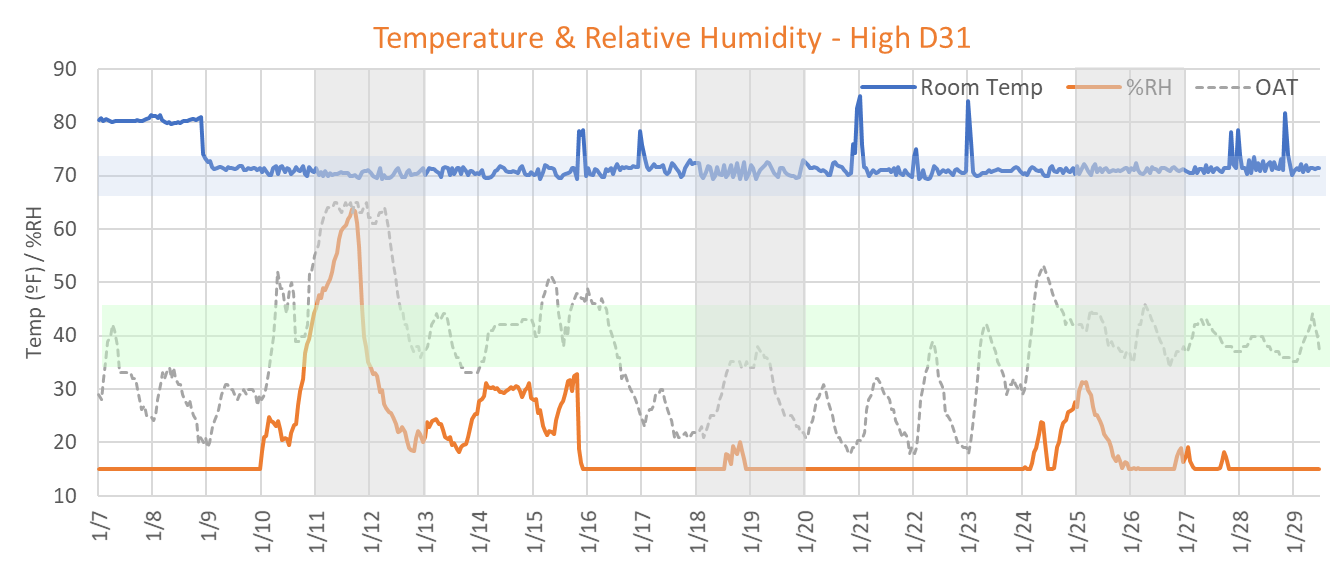 Temperature & Relative Humidity - High D31
Room Temp %RH OAT
Temp (ºF) / %RH
90
80
70
60
50
40
30
20
10
1/7 1/8 1/9 1/10 1/11 1/12 1/13 1/14 1/15 1/16 1/17 1/18 1/19 1/20 1/21 1/22 1/23 1/24 1/25 1/26 1/27 1/28 1/29